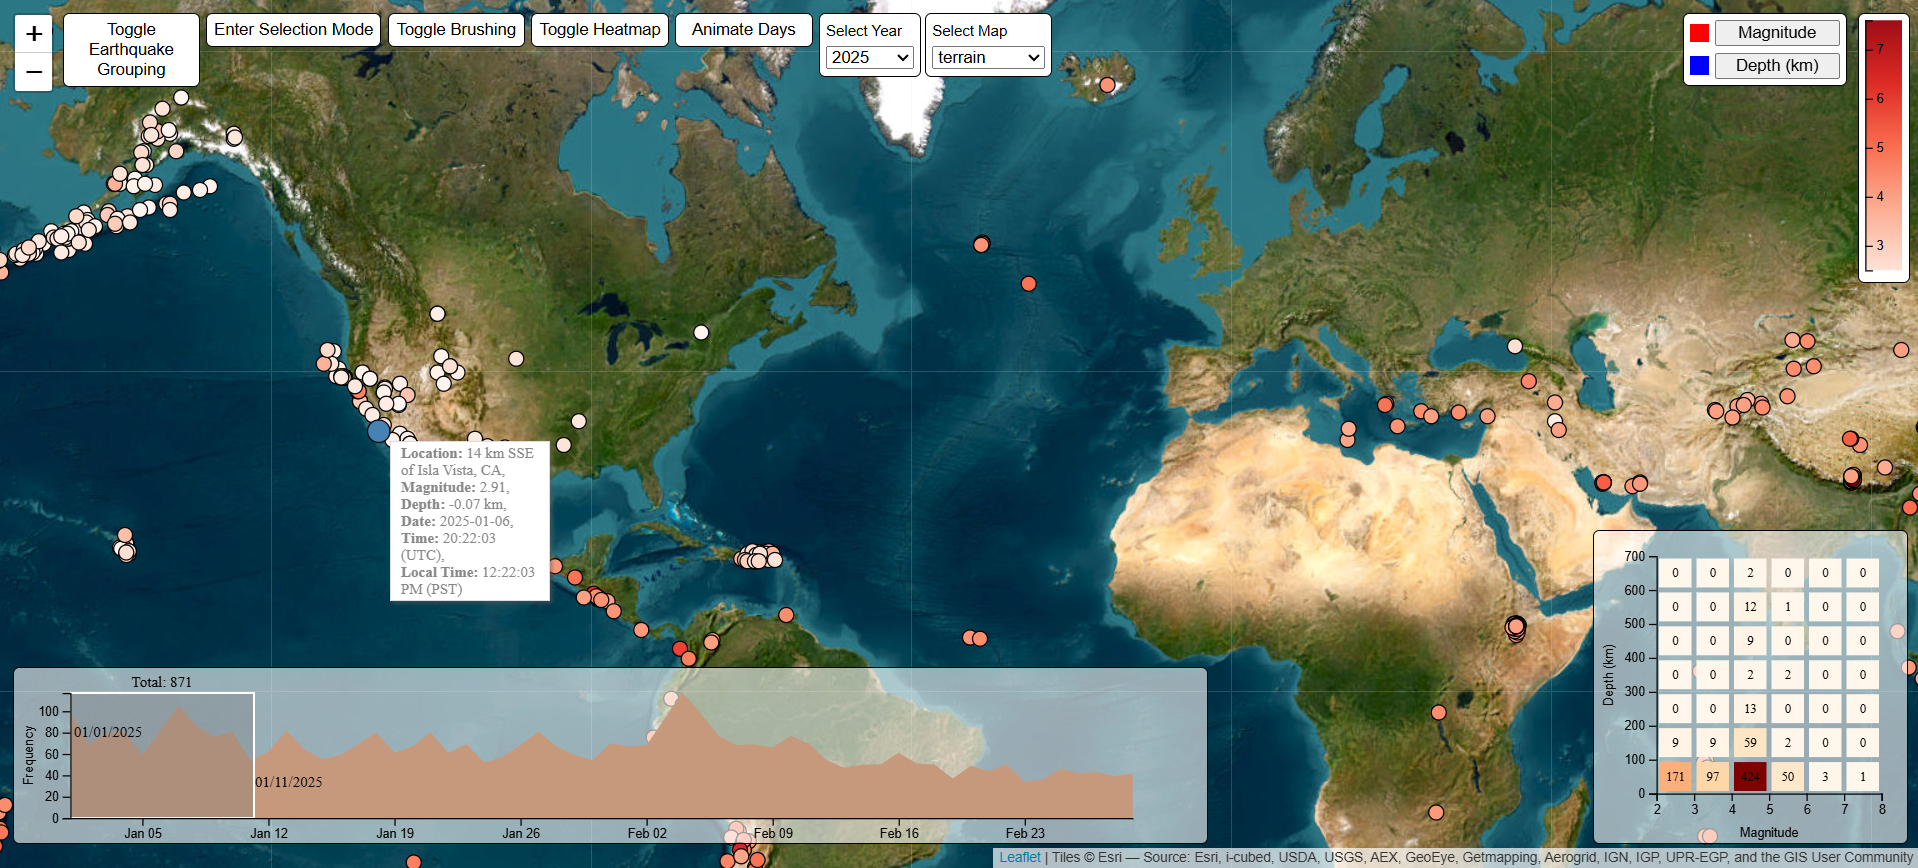 +
−
Toggle
Earthquake
Grouping
Enter Selection Mode
Toggle Brushing
Toggle Heatmap
Animate Days
Select Year
2025
Select Map
terrain
Magnitude
Depth (km)
7
6
5
4
3
Location: 14 km SSE
of Isla Vista, CA,
Magnitude: 2.91,
Depth: -0.07 km,
Date: 2025-01-06,
Time: 20:22:03
(UTC),
Local Time: 12:22:03
PM (PST)
Total: 871
Frequency
100
80
60
40
20
0
01/01/2025
01/11/2025
Jan 05
Jan 12
Jan 19
Jan 26
Feb 02
Feb 09
Feb 16
Feb 23
Depth (km)
700
600
500
400
300
200
100
0
0 0 2 0 0 0
0 0 12 1 0 0
0 0 9 0 0 0
0 0 2 2 0 0
0 0 13 0 0 0
9 9 59 2 0 0
171 97 424 50 3 1
2 3 4 5 6 7 8
Magnitude
Leaflet | Tiles © Esri — Source: Esri, i-cubed, USDA, USGS, AEX, GeoEye, Getmapping, Aerogrid, IGN, IGP, UPR-EGP, and the GIS User Community